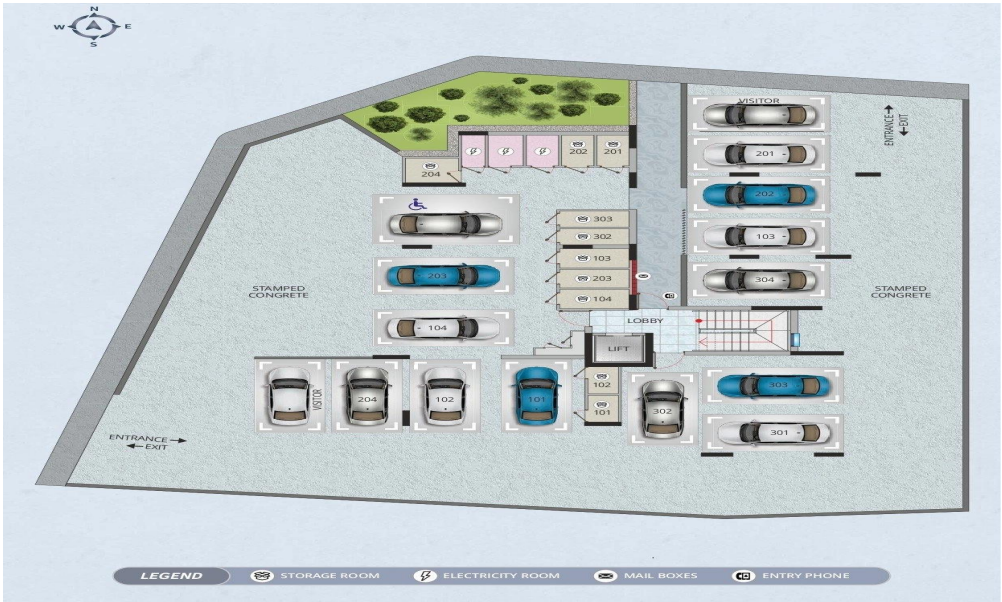 N
W E
S
VISITOR
ENTRANCE
EXIT
201
202
103
304
202
201
204
303
302
103
203
104
203
104
STAMPED
CONCRETE
STAMPED
CONCRETE
LOBBY
LIFT
VISITOR
204
102
101
102
101
302
303
301
ENTRANCE
EXIT
LEGEND STORAGE ROOM ELECTRICITY ROOM MAIL BOXES ENTRY PHONE